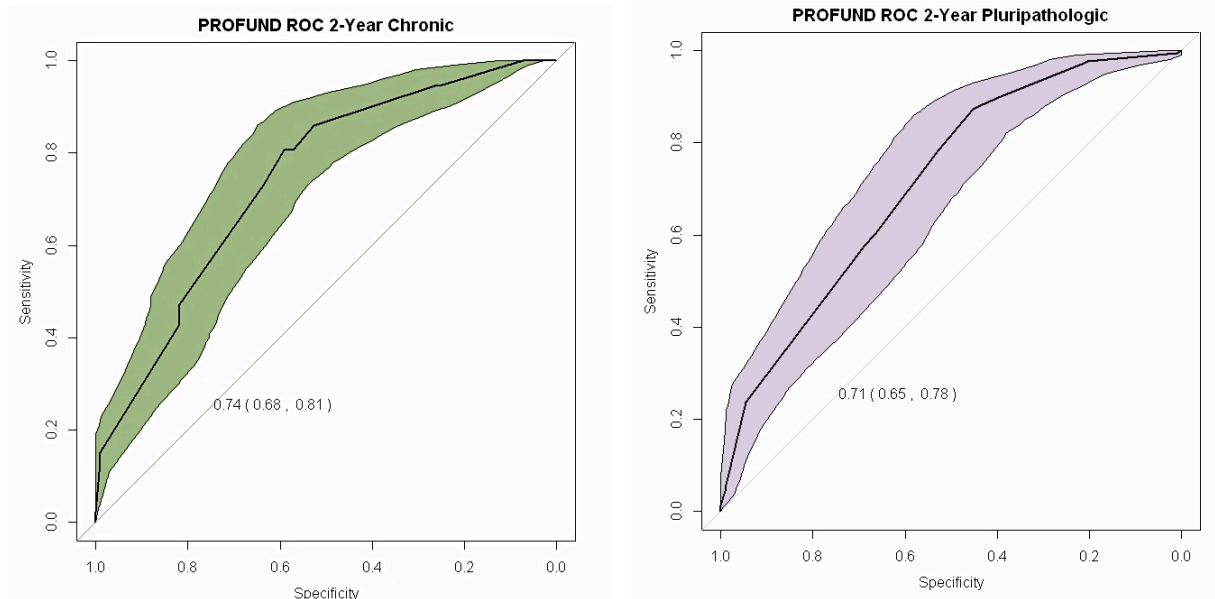 PROFUND ROC 2-Year Chronic
1.0
0.8
0.6
0.4
0.2
0.0
Sensitivity
0.74 ( 0.68 , 0.81 )
1.0 0.8 0.6 0.4 0.2 0.0
Specificity
PROFUND ROC 2-Year Pluripathologic
1.0
0.8
0.6
0.4
0.2
0.0
Sensitivity
0.71 ( 0.65 , 0.78 )
1.0 0.8 0.6 0.4 0.2 0.0
Specificity